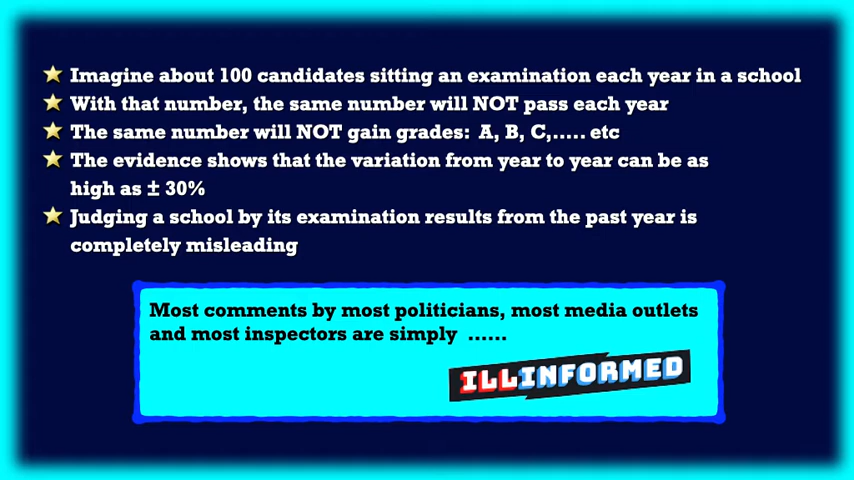 Imagine about 100 candidates sitting an examination each year in a school
With that number, the same number will NOT pass each year
The same number will NOT gain grades: A, B, C,..... etc
The evidence shows that the variation from year to year can be as
high as ± 30%
Judging a school by its examination results from the past year is
completely misleading
Most comments by most politicians, most media outlets
and most inspectors are simply ......
ILLINFORMED